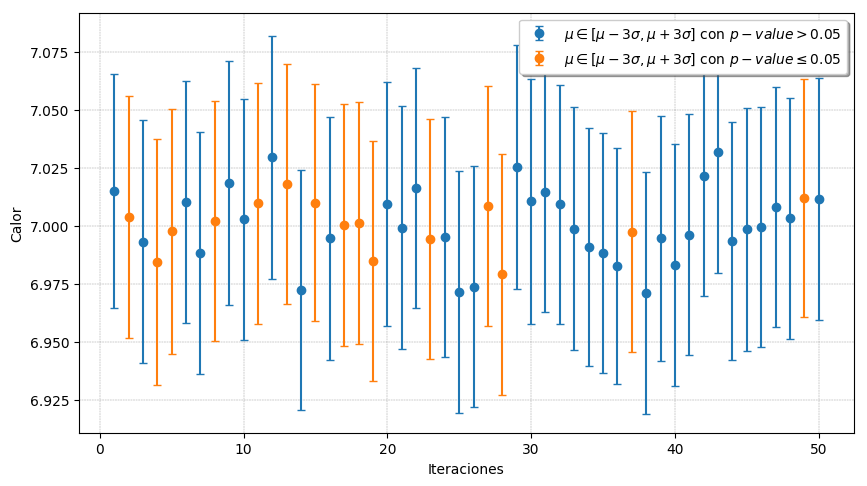 μ ∈ [μ − 3σ, μ + 3σ] con p − value > 0.05
μ ∈ [μ − 3σ, μ + 3σ] con p − value ≤ 0.05
7.075
7.050
7.025
7.000
6.975
6.950
6.925
Calor
0 10 20 30 40 50
Iteraciones